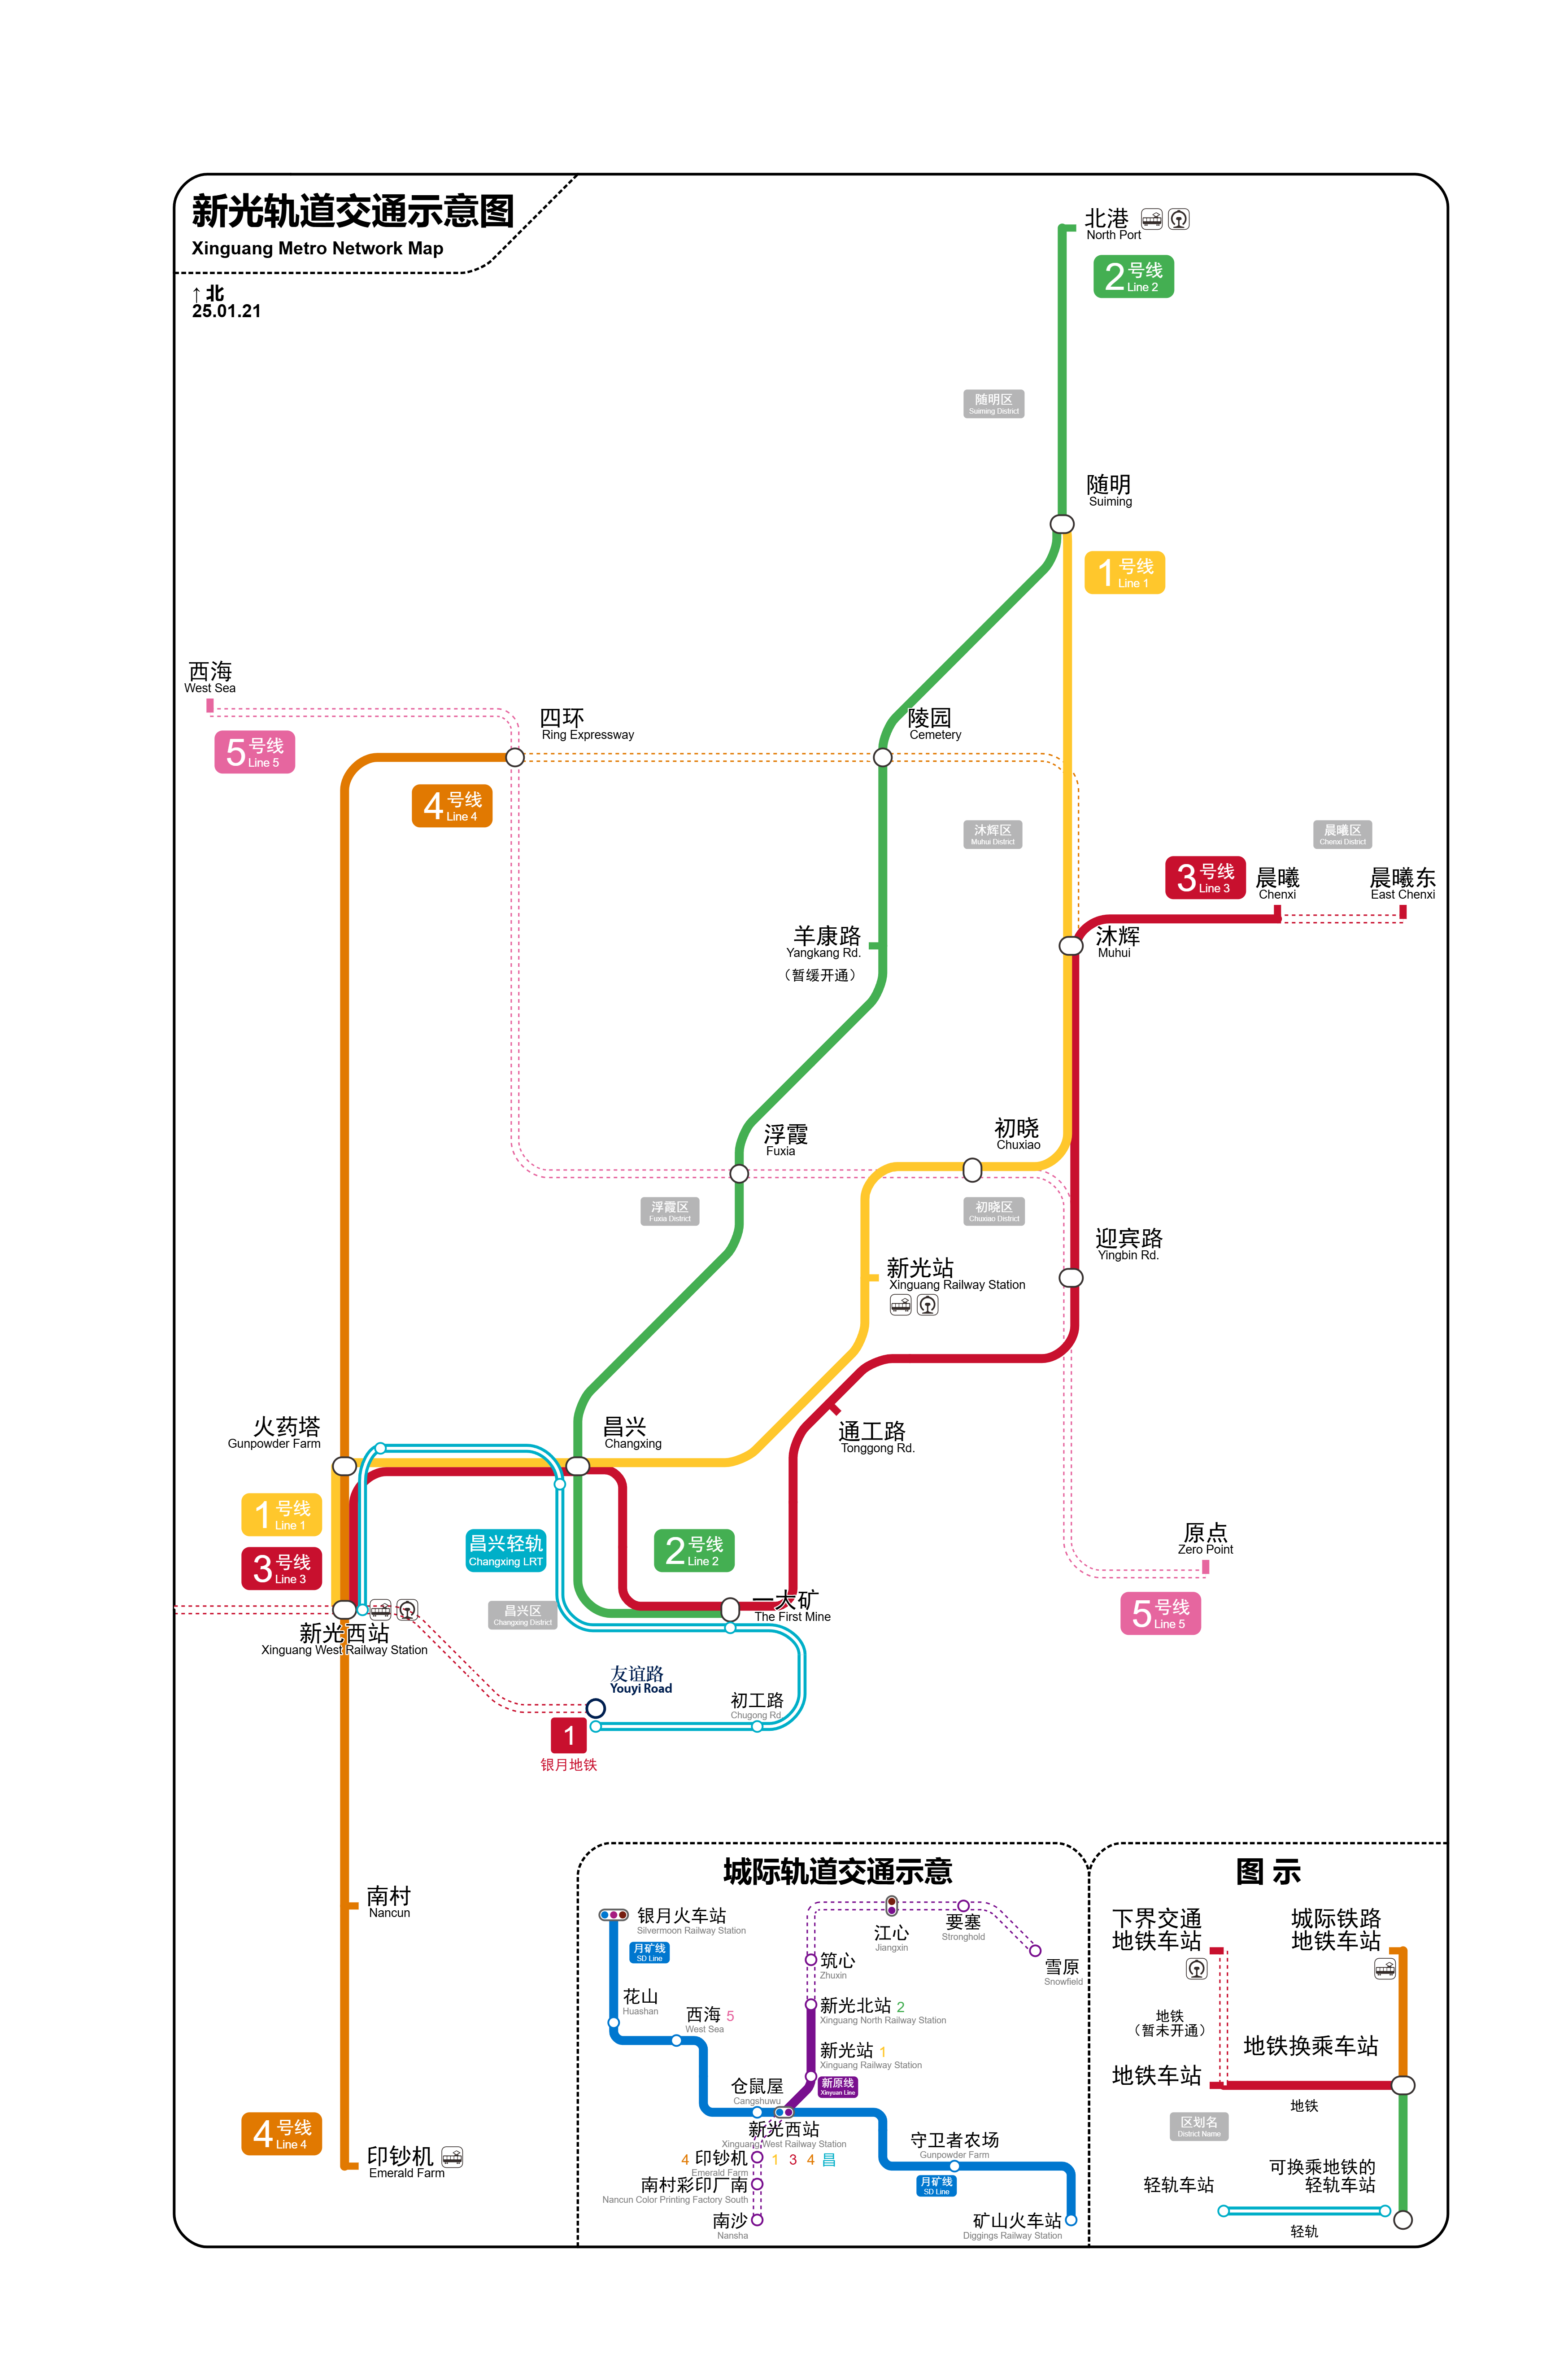 新光轨道交通示意图
Xinguang Metro Network Map
↑北
25.01.21
北港
North Port
2号线
Line 2
随明区
Suiming District
随明
Suiming
1号线
Line 1
西海
West Sea
5号线
Line 5
四环
Ring Expressway
陵园
Cemetery
4号线
Line 4
沐辉区
Muhui District
晨曦区
Chenxi District
3号线
Line 3
晨曦
Chenxi
晨曦东
East Chenxi
羊康路
Yangkang Rd.
（暂缓开通）
沐辉
Muhui
浮霞
Fuxia
初晓
Chuxiao
浮霞区
Fuxia District
初晓区
Chuxiao District
迎宾路
Yingbin Rd.
新光站
Xinguang Railway Station
火药塔
Gunpowder Farm
昌兴
Changxing
通工路
Tonggong Rd.
1号线
Line 1
3号线
Line 3
昌兴轻轨
Changxing LRT
2号线
Line 2
原点
Zero Point
5号线
Line 5
昌兴区
Changxing District
一大矿
The First Mine
新光西站
Xinguang West Railway Station
友谊路
Youyi Road
初工路
Chugong Rd.
1
银月地铁
南村
Nancun
4号线
Line 4
印钞机
Emerald Farm
城际轨道交通示意
银月火车站
Silvermoon Railway Station
月矿线
SD Line
花山
Huashan
西海 5
West Sea
仓鼠屋
Cangshuwu
江心
Jiangxin
要塞
Stronghold
雪原
Snowfield
筑心
Zhuxin
新光北站 2
Xinguang North Railway Station
新光站 1
Xinguang Railway Station
新原线
Xinyuan Line
新光西站
Xinguang West Railway Station
1 3 4 昌
4 印钞机
Emerald Farm
南村彩印厂南
Nancun Color Printing Factory South
南沙
Nansha
守卫者农场
Gunpowder Farm
月矿线
SD Line
矿山火车站
Diggings Railway Station
图 示
下界交通
地铁车站
城际铁路
地铁车站
地铁
（暂未开通）
地铁换乘车站
地铁车站
地铁
区划名
District Name
轻轨车站
可换乘地铁的
轻轨车站
轻轨